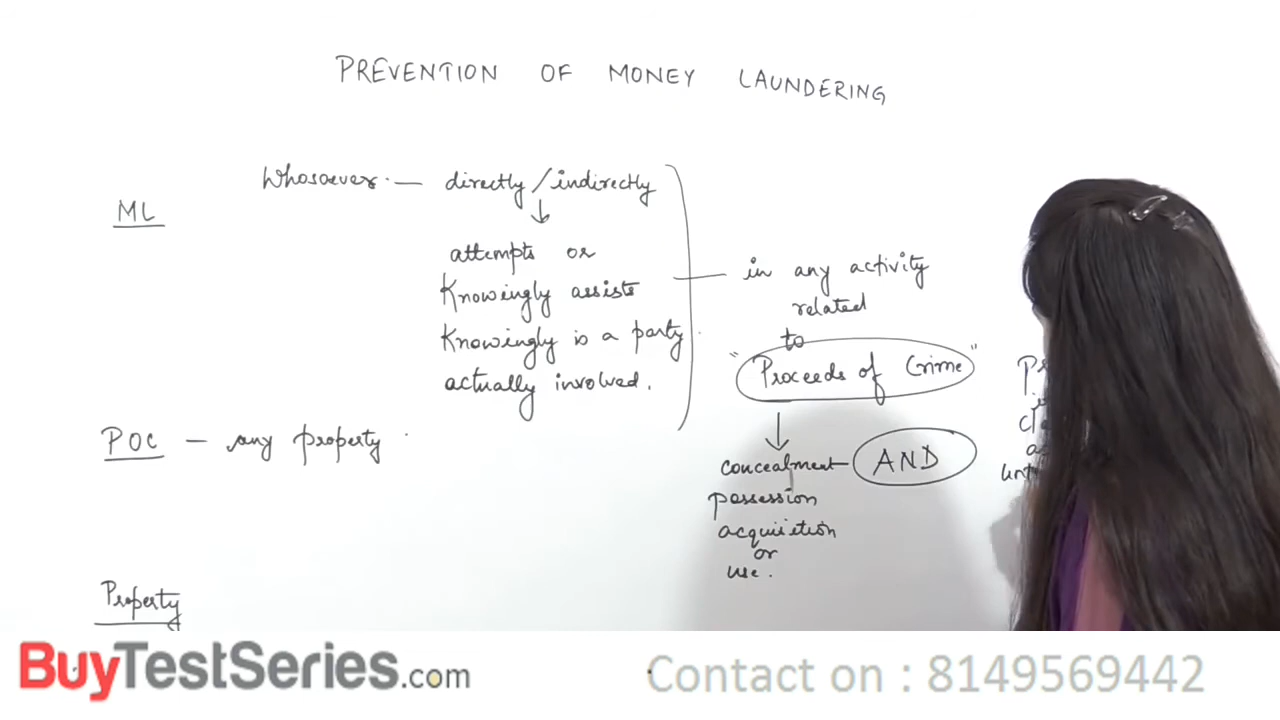 PREVENTION OF MONEY LAUNDERING
Whosoever — directly / indirectly
ML
attempts or
Knowingly assists
Knowingly is a party
actually involved.
in any activity
related
to
"Proceeds of Crime"
POC — any property
concealment — AND
possession
acquisition
or
use.
Property
BuyTestSeries.com
Contact on : 8149569442